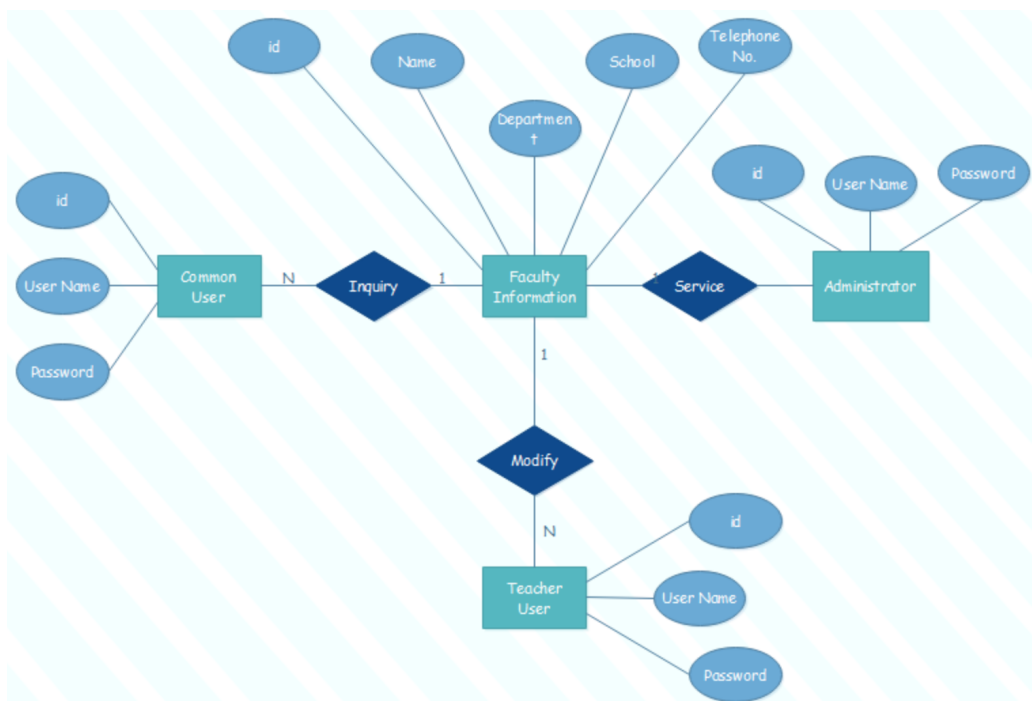 id
Name
School
Telephone
No.
Departmen
t
id
User Name
Password
id
User Name
Password
Common
User
N
Inquiry
1
Faculty
Information
1
Service
Administrator
1
Modify
N
Teacher
User
id
User Name
Password